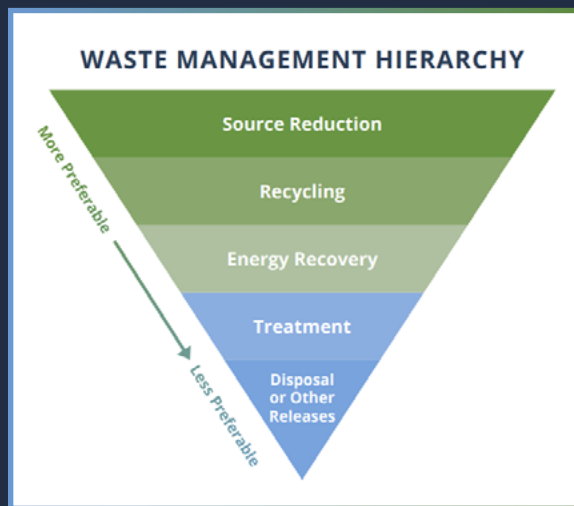 WASTE MANAGEMENT HIERARCHY
Source Reduction
More Preferable
Recycling
Energy Recovery
Treatment
Less Preferable
Disposal
or Other
Releases